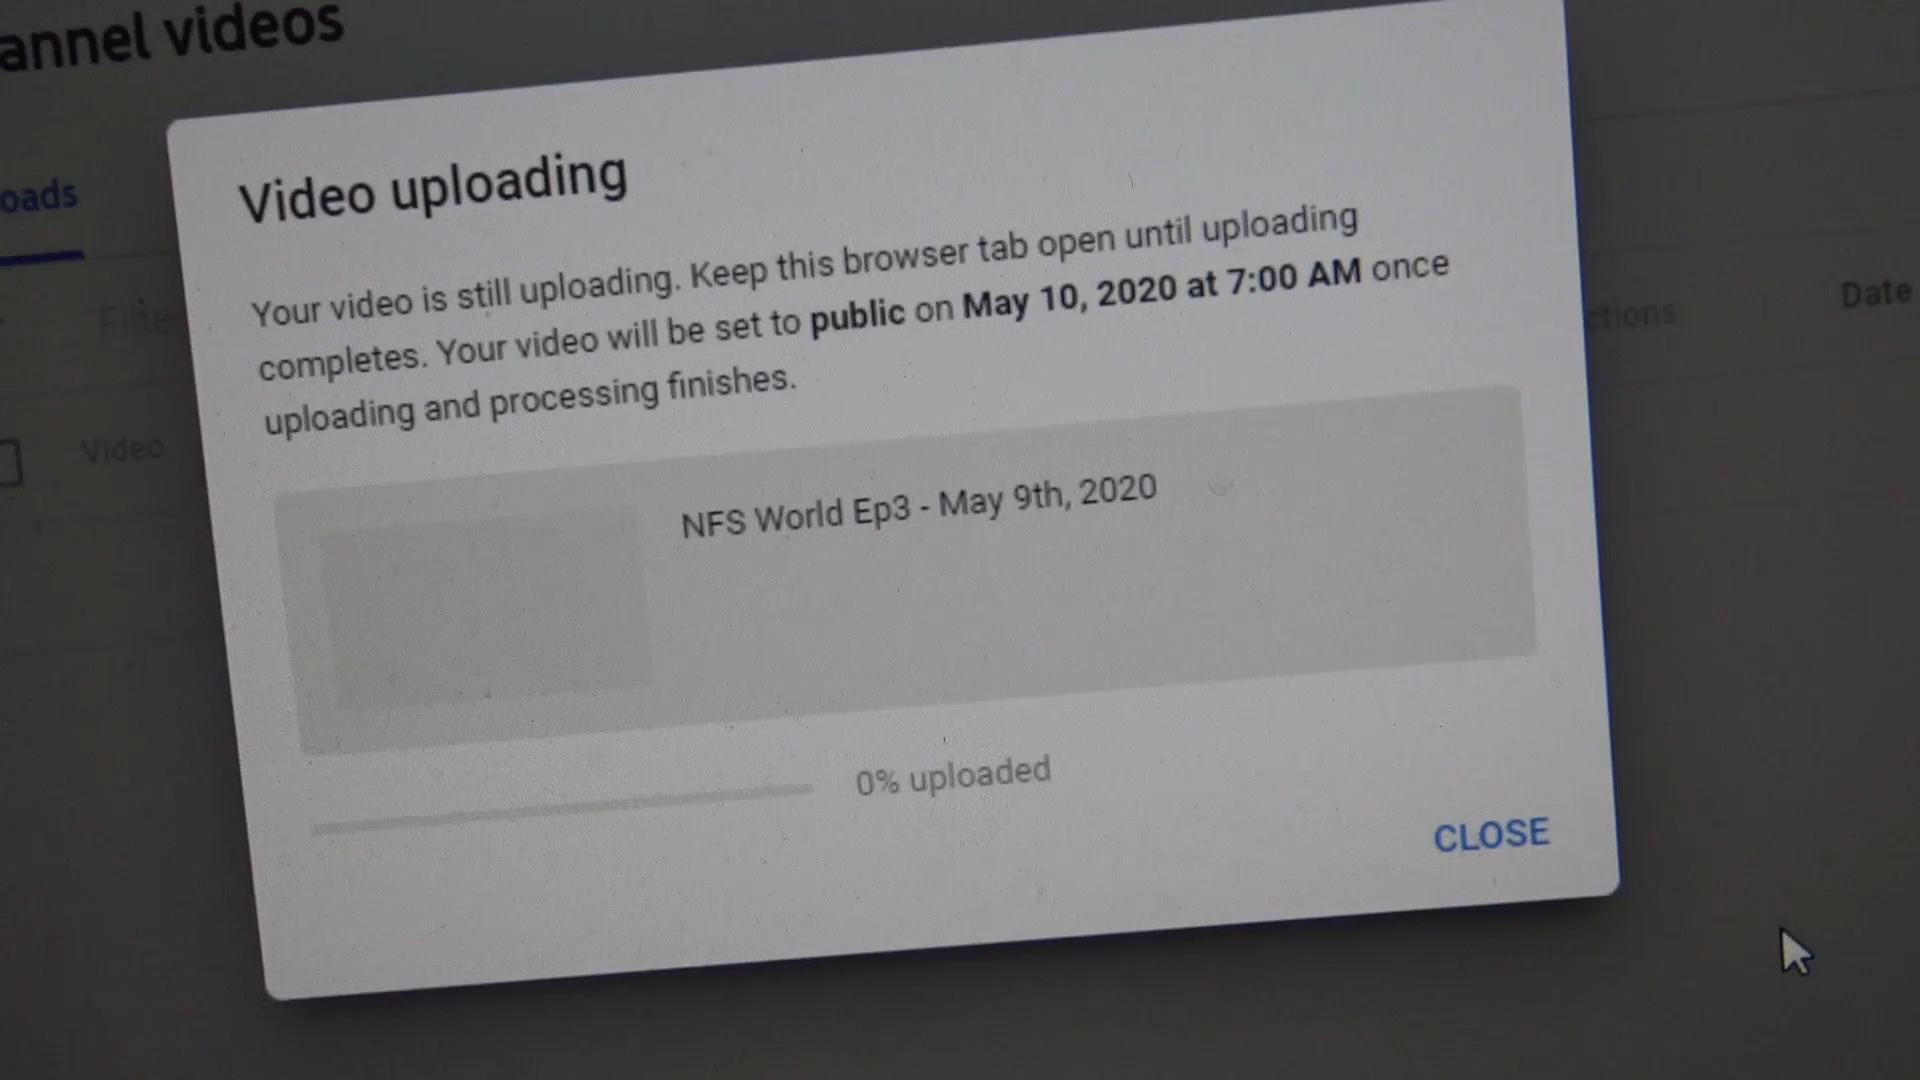 annel videos
oads
Filter
Video
ctions
Date
Video uploading
Your video is still uploading. Keep this browser tab open until uploading
completes. Your video will be set to public on May 10, 2020 at 7:00 AM once
uploading and processing finishes.
NFS World Ep3 - May 9th, 2020
0% uploaded
CLOSE